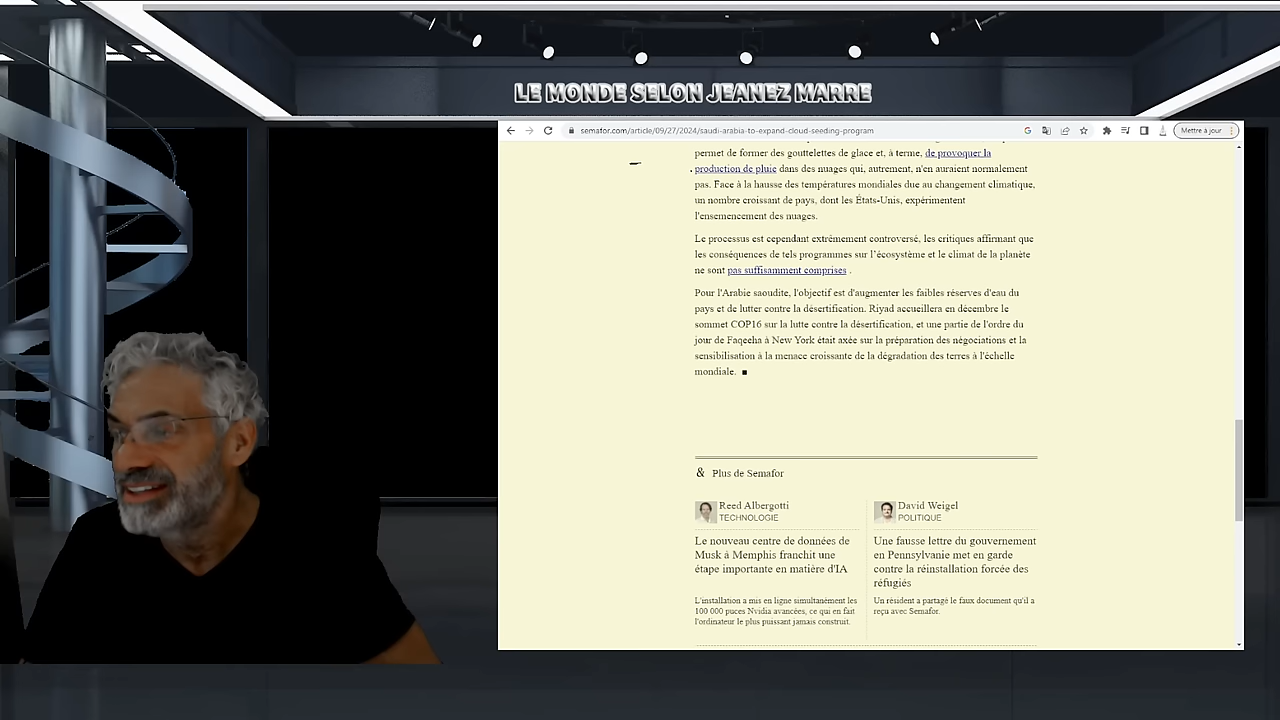 LE MONDE SELON JEANEZ MARRE
semafor.com/article/09/27/2024/saudi-arabia-to-expand-cloud-seeding-program
Mettre à jour
permet de former des gouttelettes de glace et, à terme, de provoquer la
production de pluie dans des nuages qui, autrement, n'en auraient normalement
pas. Face à la hausse des températures mondiales due au changement climatique,
un nombre croissant de pays, dont les États-Unis, expérimentent
l'ensemencement des nuages.
Le processus est cependant extrêmement controversé, les critiques affirmant que
les conséquences de tels programmes sur l'écosystème et le climat de la planète
ne sont pas suffisamment comprises .
Pour l'Arabie saoudite, l'objectif est d'augmenter les faibles réserves d'eau du
pays et de lutter contre la désertification. Riyad accueillera en décembre le
sommet COP16 sur la lutte contre la désertification, et une partie de l'ordre du
jour de Faqeeha à New York était axée sur la préparation des négociations et la
sensibilisation à la menace croissante de la dégradation des terres à l'échelle
mondiale. ■
& Plus de Semafor
Reed Albergotti
TECHNOLOGIE
Le nouveau centre de données de
Musk à Memphis franchit une
étape importante en matière d'IA
L'installation a mis en ligne simultanément les
100 000 puces Nvidia avancées, ce qui en fait
l'ordinateur le plus puissant jamais construit.
David Weigel
POLITIQUE
Une fausse lettre du gouvernement
en Pennsylvanie met en garde
contre la réinstallation forcée des
réfugiés
Un résident a partagé le faux document qu'il a
reçu avec Semafor.